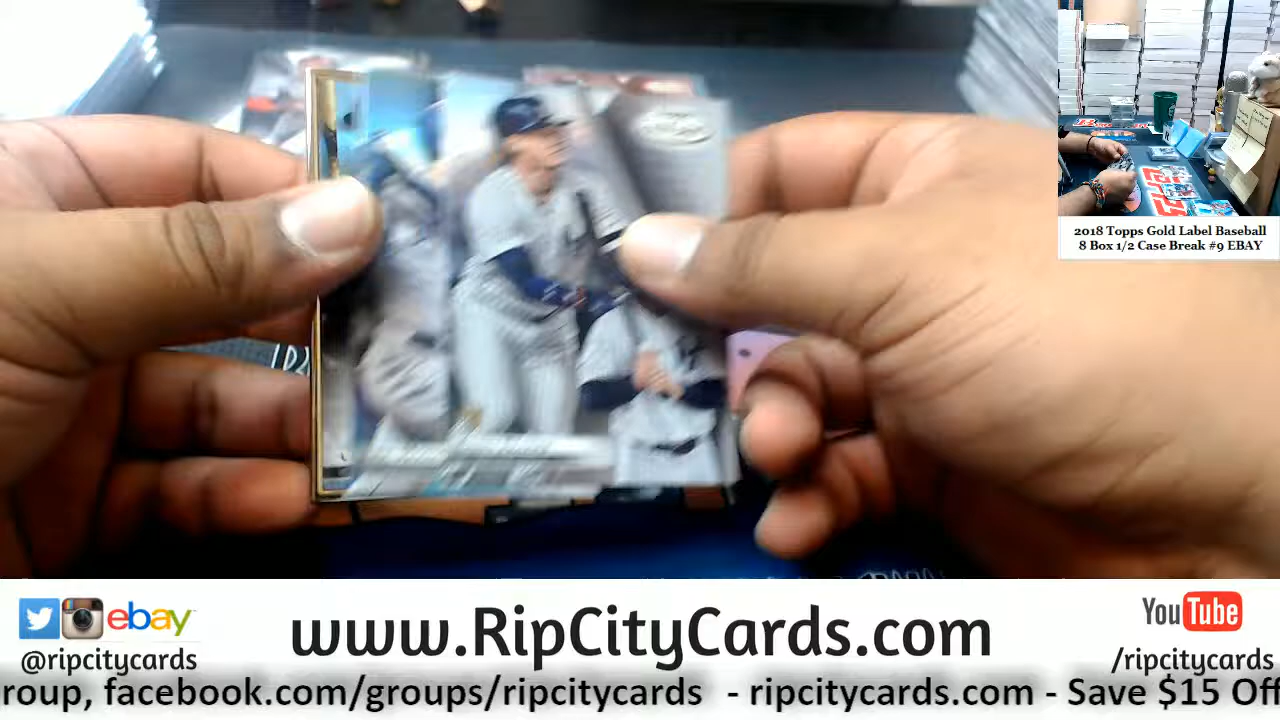 2018 Topps Gold Label Baseball
8 Box 1/2 Case Break #9 EBAY
ebay
www.RipCityCards.com
YouTube
@ripcitycards
/ripcitycards
roup, facebook.com/groups/ripcitycards - ripcitycards.com - Save $15 Off